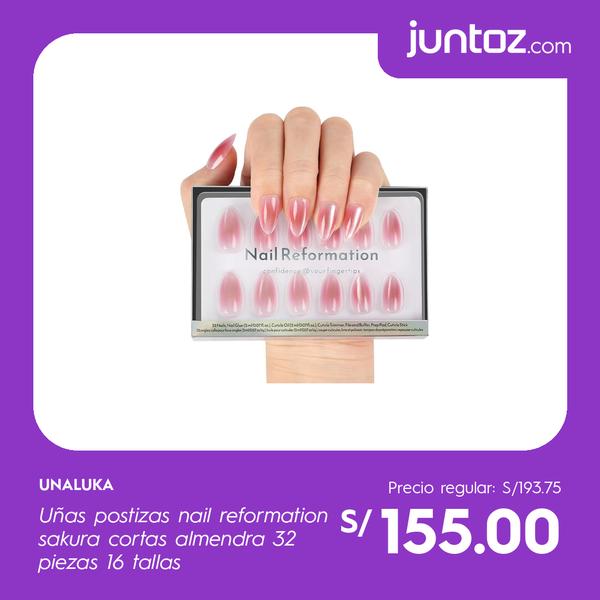 juntoz.com
Nail Reformation
confidence @ your fingertips
UNALUKA
Uñas postizas nail reformation
sakura cortas almendra 32
piezas 16 tallas
Precio regular: S/193.75
S/155.00